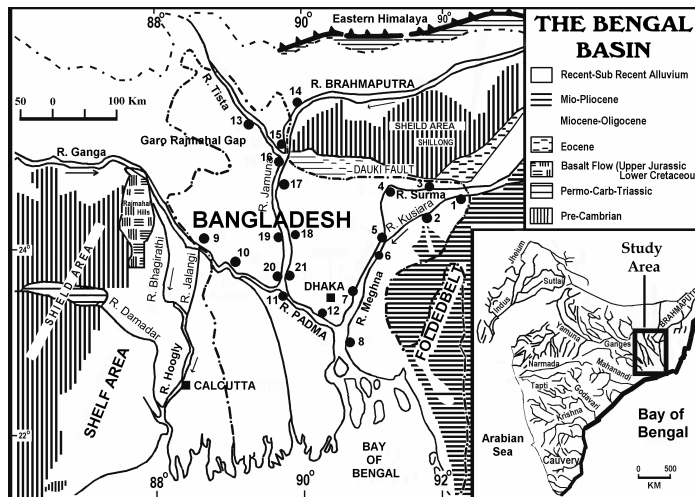 88
90
92
Eastern Himalaya
THE BENGAL
BASIN
Recent-Sub Recent Alluvium
Mio-Pliocene
Miocene-Oligocene
Eocene
Basalt Flow (Upper Jurassic
Lower Cretaceous
Permo-Carb-Triassic
Pre-Cambrian
50 0 100 Km
R. Tista
R. BRAHMAPUTRA
14
13
15
Garo Rajmahal Gap
SHEILD AREA
SHILLONG
16
DAUKI FAULT
R. Ganga
R. Jamuna
17
4
3
R. Surma
1
Rajmahal
Hills
BANGLADESH
R. Kusiara
2
9
19
18
5
24
10
6
SHIELD AREA
R. Bhagirathi
R. Jalangi
20
21
DHAKA
7
R. Meghna
11
R. PADMA
12
8
FOLDEDBELT
R. Damadar
SHELF AREA
R. Hoogly
CALCUTTA
22
BAY
OF
BENGAL
88
90
92
Study
Area
Jhelum
Indus
Sutlaj
BRAHMAPUTRA
Yamuna
Ganges
Narmada
Mahanandi
Tapti
Godavari
Krishna
Bay of
Bengal
Arabian
Sea
Cauvery
0 500
KM